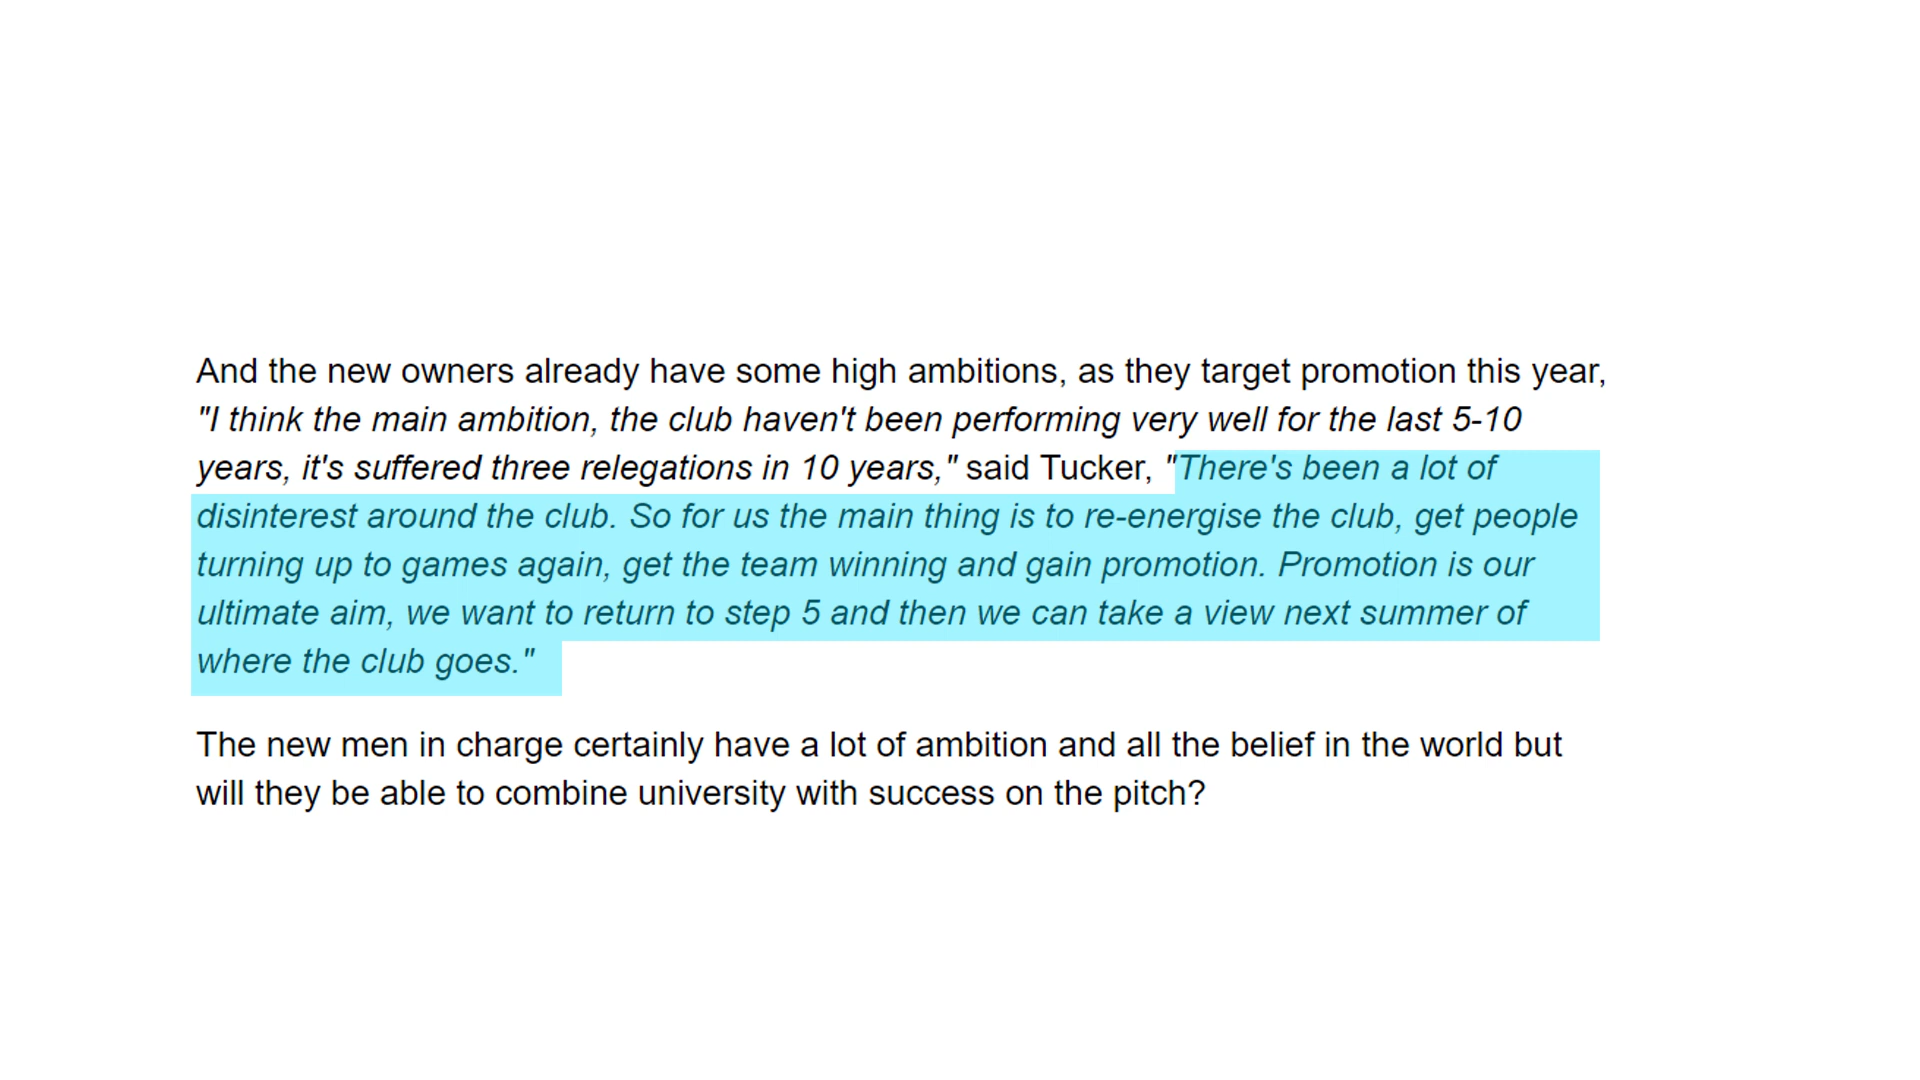 And the new owners already have some high ambitions, as they target promotion this year,
"I think the main ambition, the club haven't been performing very well for the last 5-10
years, it's suffered three relegations in 10 years," said Tucker, "There's been a lot of
disinterest around the club. So for us the main thing is to re-energise the club, get people
turning up to games again, get the team winning and gain promotion. Promotion is our
ultimate aim, we want to return to step 5 and then we can take a view next summer of
where the club goes."
The new men in charge certainly have a lot of ambition and all the belief in the world but
will they be able to combine university with success on the pitch?